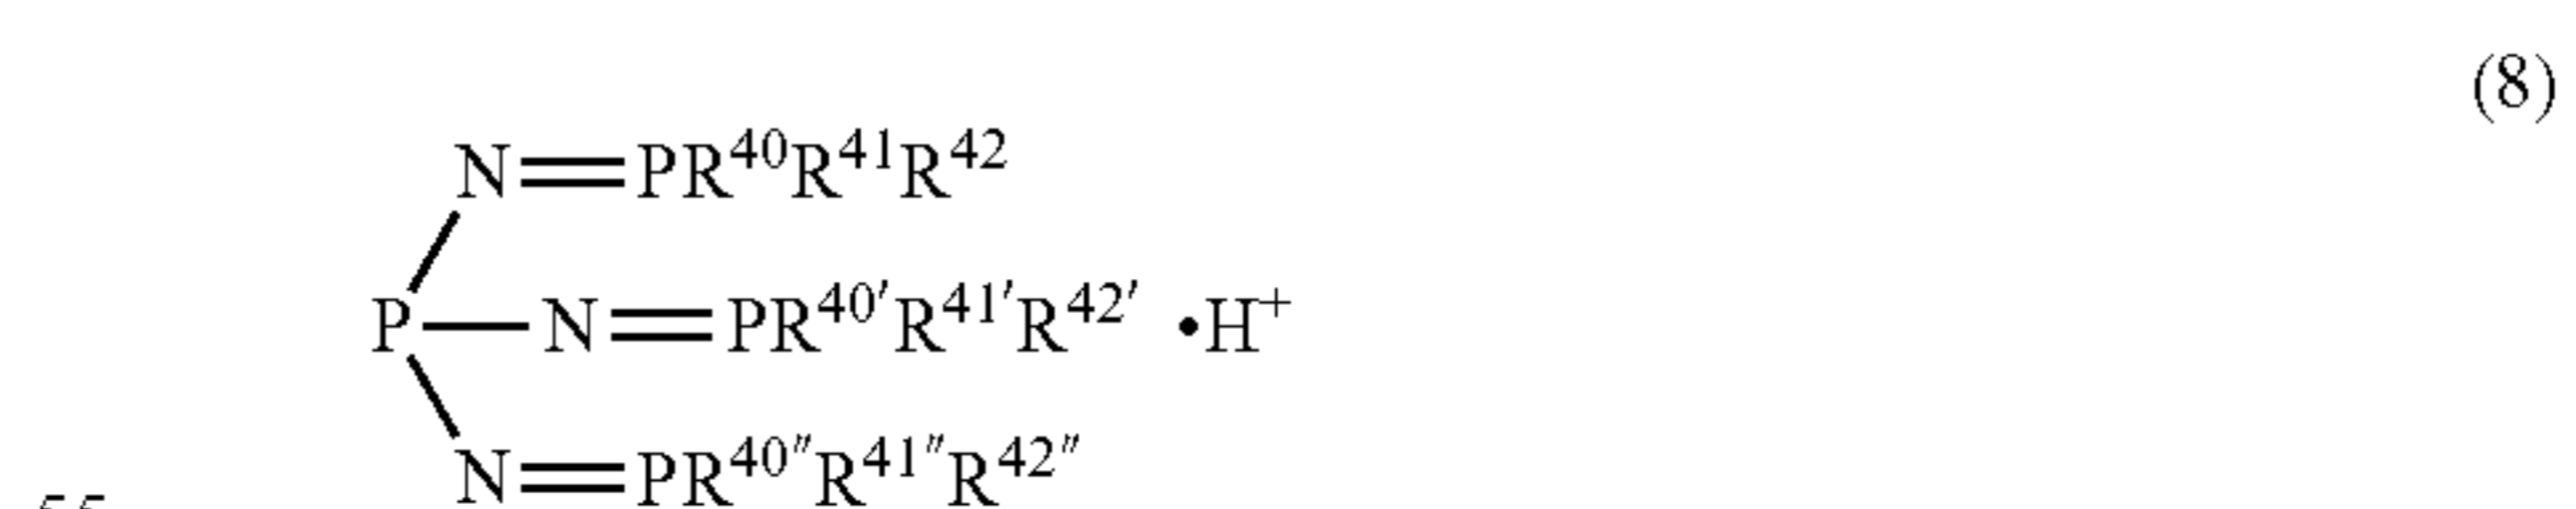 (8)
N=PR⁴⁰R⁴¹R⁴²
P—N=PR⁴⁰′R⁴¹′R⁴²′ •H⁺
N=PR⁴⁰″R⁴¹″R⁴²″